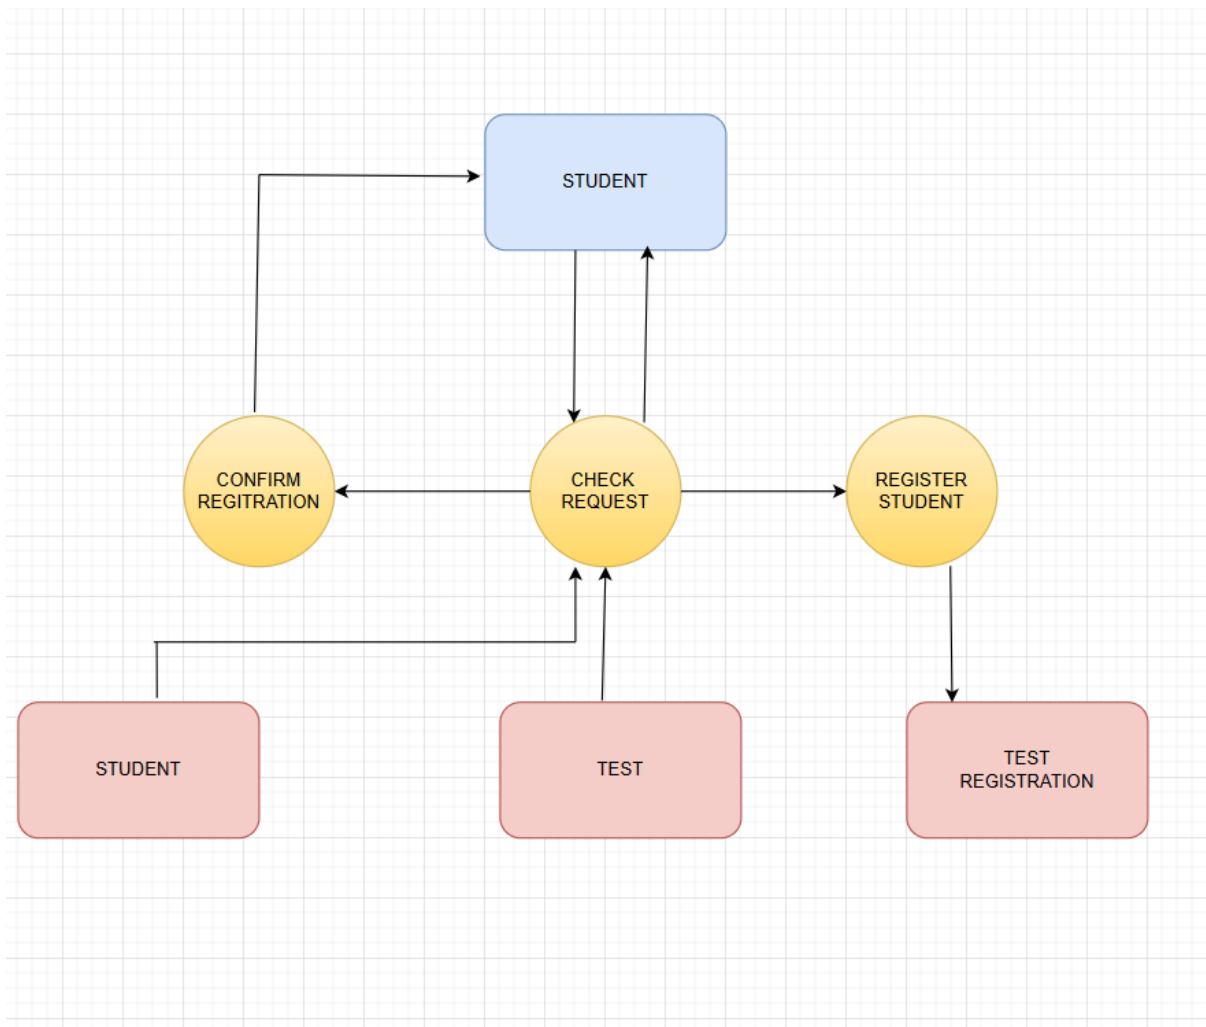 STUDENT
CONFIRM
REGITRATION
CHECK
REQUEST
REGISTER
STUDENT
STUDENT
TEST
TEST
REGISTRATION